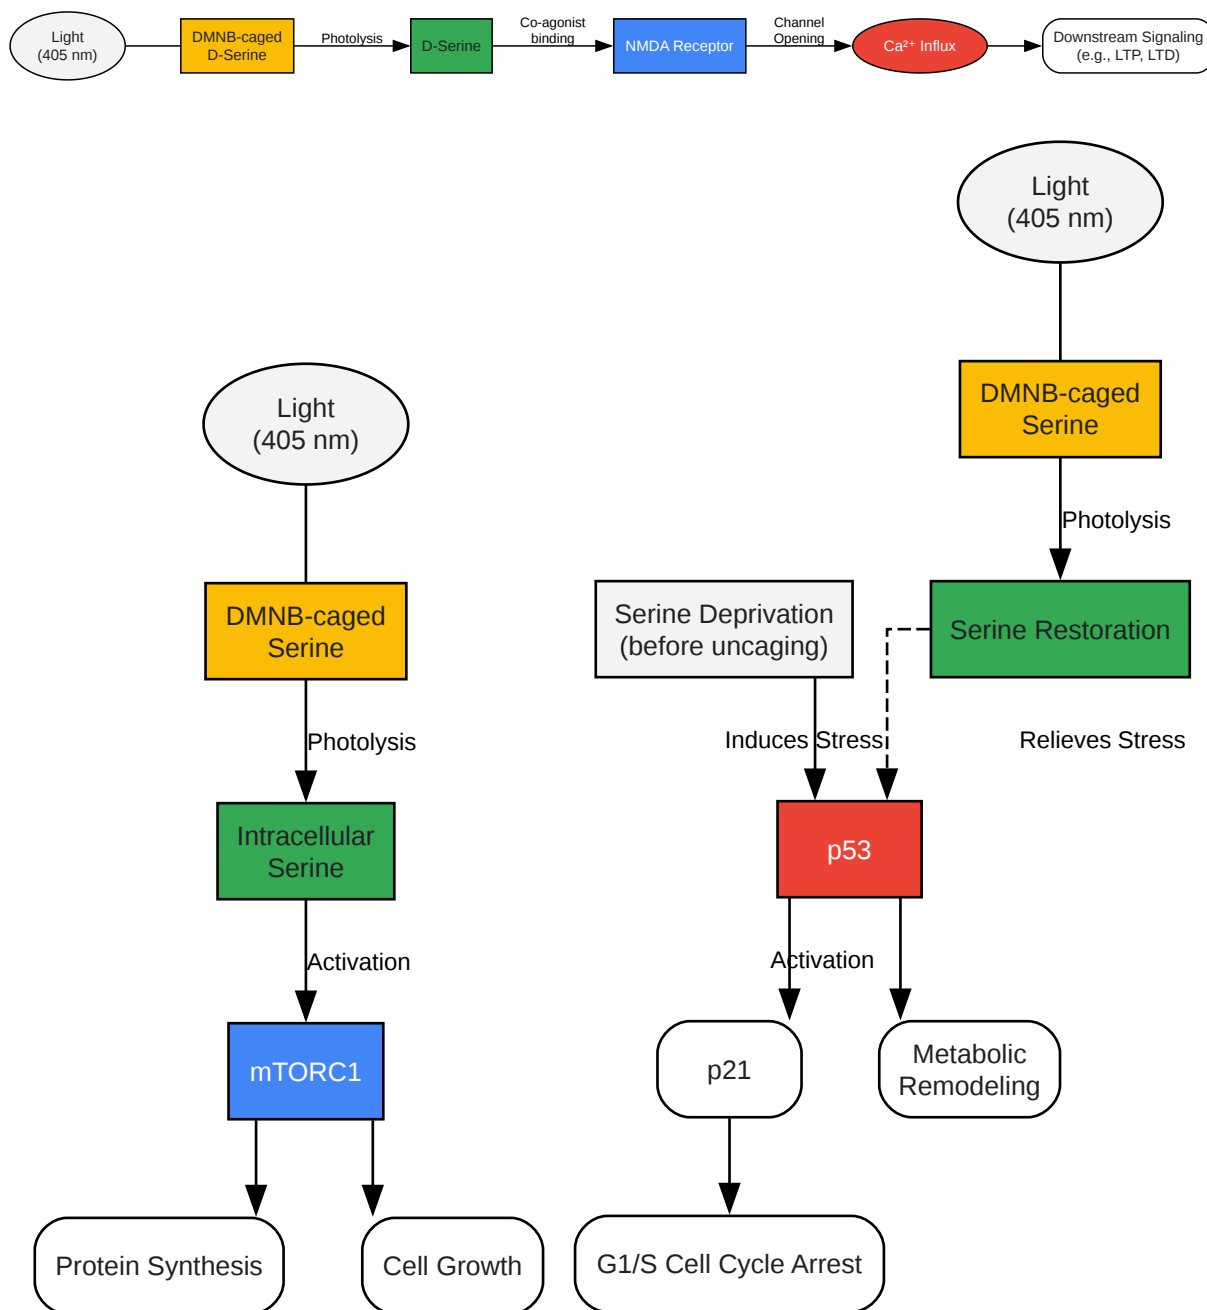 Light
(405 nm)
DMNB-caged
D-Serine
Photolysis
D-Serine
Co-agonist
binding
NMDA Receptor
Channel
Opening
Ca²⁺ Influx
Downstream Signaling
(e.g., LTP, LTD)
Light
(405 nm)
DMNB-caged
Serine
Photolysis
Intracellular
Serine
Activation
mTORC1
Protein Synthesis
Cell Growth
Light
(405 nm)
DMNB-caged
Serine
Photolysis
Serine Deprivation
(before uncaging)
Serine Restoration
Induces Stress
Relieves Stress
p53
Activation
p21
Metabolic
Remodeling
G1/S Cell Cycle Arrest